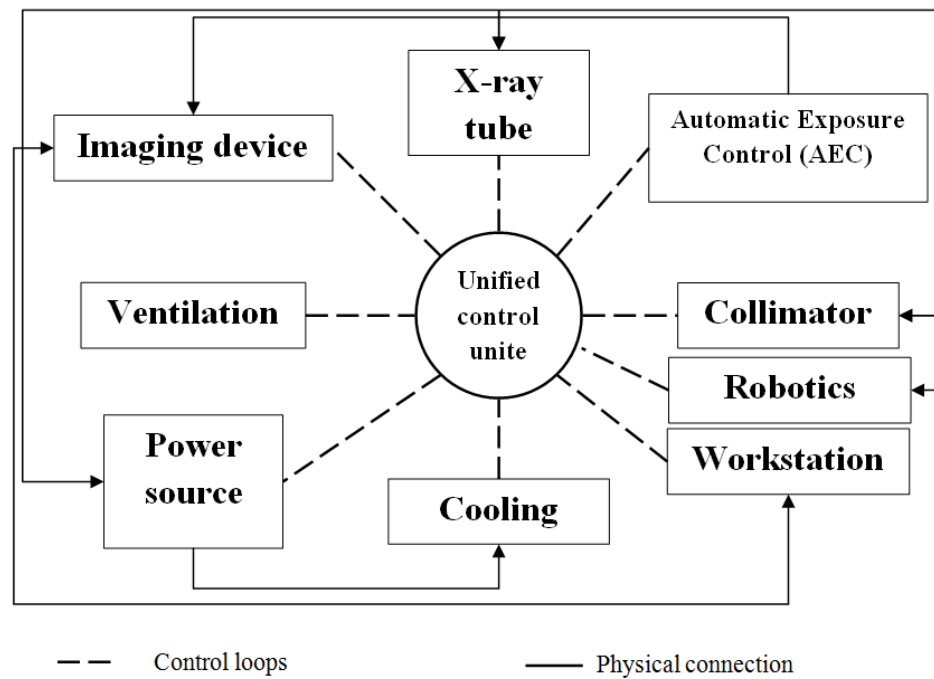 X-ray
tube
Automatic Exposure
Control (AEC)
Imaging device
Unified
control
unite
Ventilation
Collimator
Robotics
Power
source
Workstation
Cooling
Control loops
Physical connection